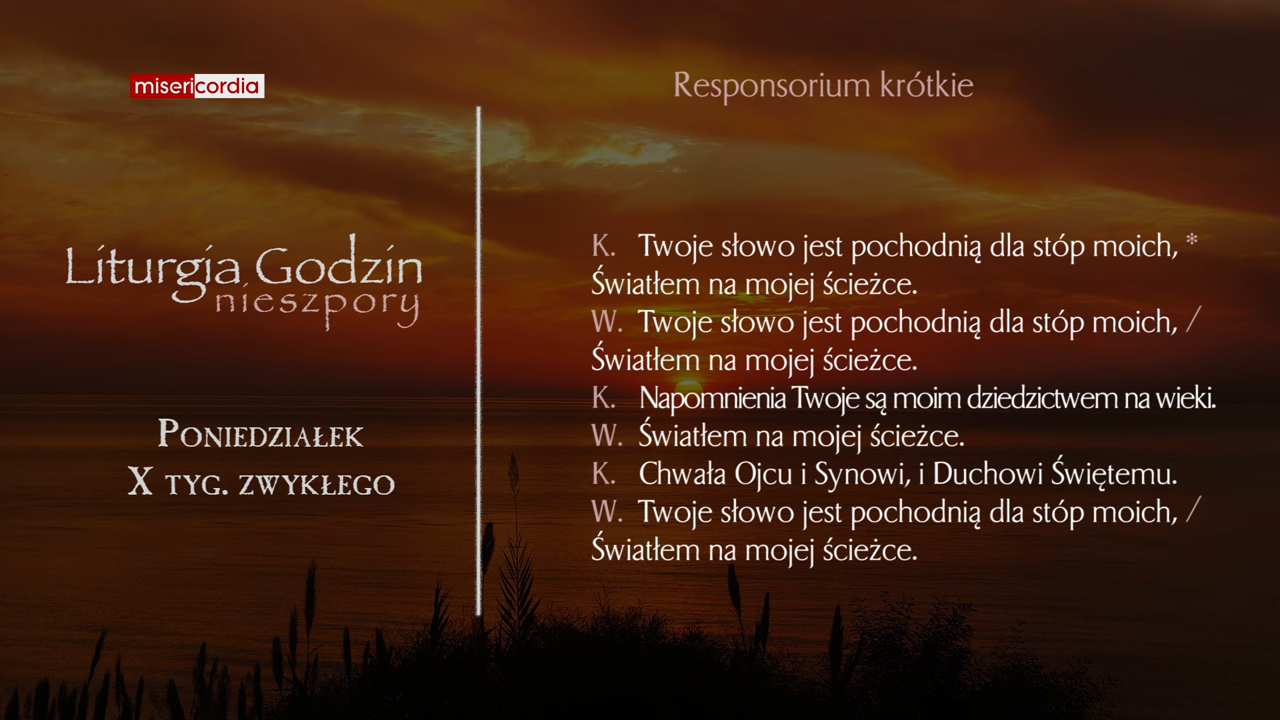 misericordia
Liturgia Godzin
nieszpory
Poniedziałek
X tyg. zwykłego
Responsorium krótkie
K. Twoje słowo jest pochodnią dla stóp moich, *
Światłem na mojej ścieżce.
W. Twoje słowo jest pochodnią dla stóp moich, /
Światłem na mojej ścieżce.
K. Napomnienia Twoje są moim dziedzictwem na wieki.
W. Światłem na mojej ścieżce.
K. Chwała Ojcu i Synowi, i Duchowi Świętemu.
W. Twoje słowo jest pochodnią dla stóp moich, /
Światłem na mojej ścieżce.